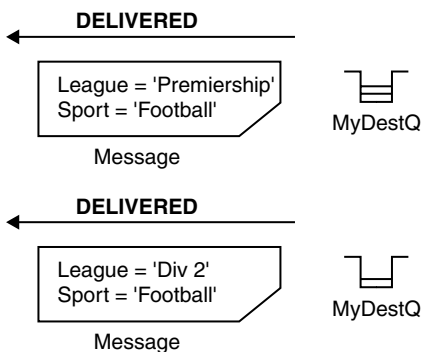 DELIVERED
League = 'Premiership'
Sport = 'Football'
MyDestQ
Message
DELIVERED
League = 'Div 2'
Sport = 'Football'
MyDestQ
Message